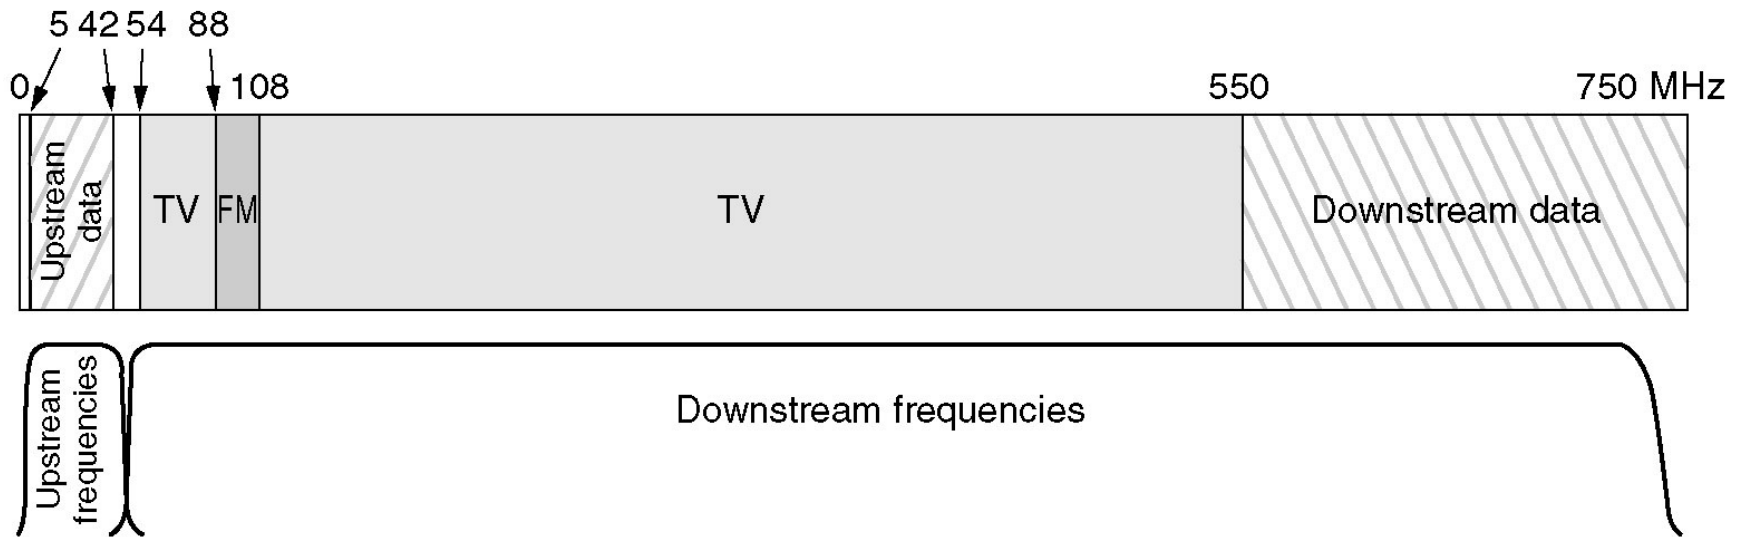 5 42 54 88
0 108 550 750 MHz
Upstream
data
TV
FM
TV
Downstream data
Upstream
frequencies
Downstream frequencies